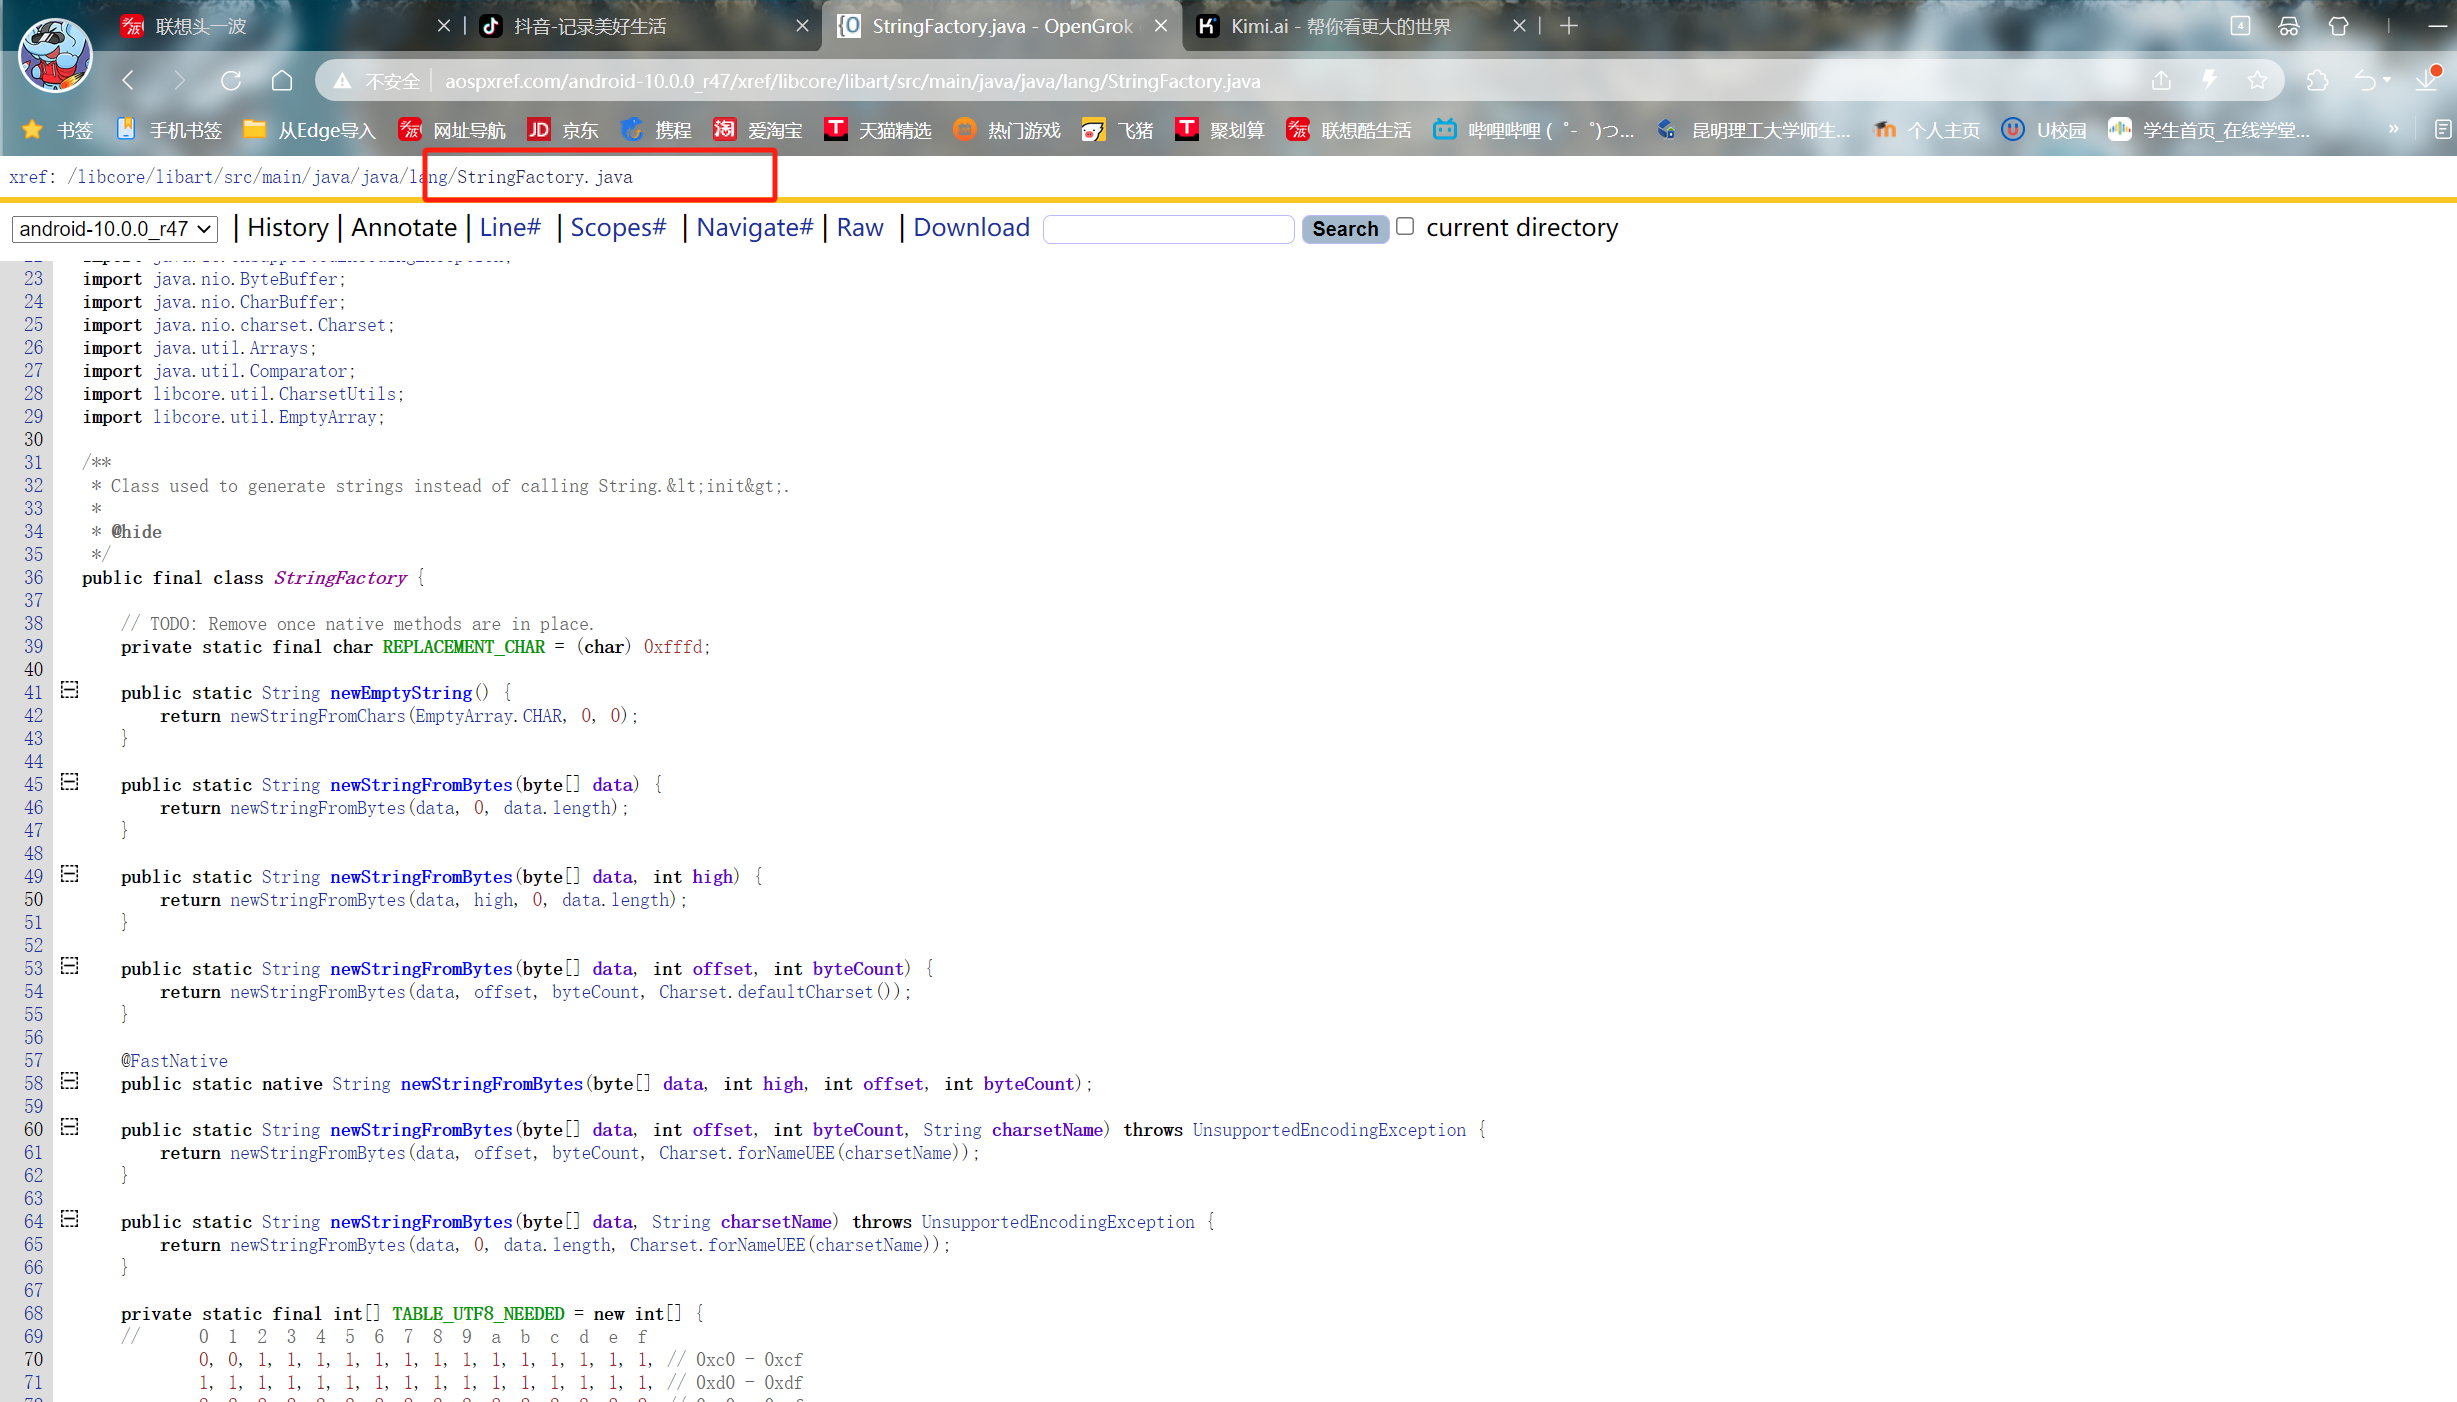 联想头一波
抖音-记录美好生活
StringFactory.java - OpenGrok
Kimi.ai - 帮你看更大的世界
4
不安全 aospxref.com/android-10.0.0_r47/xref/libcore/libart/src/main/java/java/lang/StringFactory.java
书签 手机书签 从Edge导入 网址导航 京东 携程 爱淘宝 天猫精选 热门游戏 飞猪 聚划算 联想酷生活 哔哩哔哩 ( ゜- ゜)つ... 昆明理工大学师生... 个人主页 U校园 学生首页_在线学堂... »
xref: /libcore/libart/src/main/java/java/lang/StringFactory.java
android-10.0.0_r47 | History | Annotate | Line# | Scopes# | Navigate# | Raw | Download Search current directory
23 import java.nio.ByteBuffer;
24 import java.nio.CharBuffer;
25 import java.nio.charset.Charset;
26 import java.util.Arrays;
27 import java.util.Comparator;
28 import libcore.util.CharsetUtils;
29 import libcore.util.EmptyArray;
30
31 /**
32  * Class used to generate strings instead of calling String.&lt;init&gt;.
33  *
34  * @hide
35  */
36 public final class StringFactory {
37
38     // TODO: Remove once native methods are in place.
39     private static final char REPLACEMENT_CHAR = (char) 0xfffd;
40
41     public static String newEmptyString() {
42         return newStringFromChars(EmptyArray.CHAR, 0, 0);
43     }
44
45     public static String newStringFromBytes(byte[] data) {
46         return newStringFromBytes(data, 0, data.length);
47     }
48
49     public static String newStringFromBytes(byte[] data, int high) {
50         return newStringFromBytes(data, high, 0, data.length);
51     }
52
53     public static String newStringFromBytes(byte[] data, int offset, int byteCount) {
54         return newStringFromBytes(data, offset, byteCount, Charset.defaultCharset());
55     }
56
57     @FastNative
58     public static native String newStringFromBytes(byte[] data, int high, int offset, int byteCount);
59
60     public static String newStringFromBytes(byte[] data, int offset, int byteCount, String charsetName) throws UnsupportedEncodingException {
61         return newStringFromBytes(data, offset, byteCount, Charset.forNameUEE(charsetName));
62     }
63
64     public static String newStringFromBytes(byte[] data, String charsetName) throws UnsupportedEncodingException {
65         return newStringFromBytes(data, 0, data.length, Charset.forNameUEE(charsetName));
66     }
67
68     private static final int[] TABLE_UTF8_NEEDED = new int[] {
69     //      0  1  2  3  4  5  6  7  8  9  a  b  c  d  e  f
70             0, 0, 1, 1, 1, 1, 1, 1, 1, 1, 1, 1, 1, 1, 1, 1, // 0xc0 - 0xcf
71             1, 1, 1, 1, 1, 1, 1, 1, 1, 1, 1, 1, 1, 1, 1, 1, // 0xd0 - 0xdf